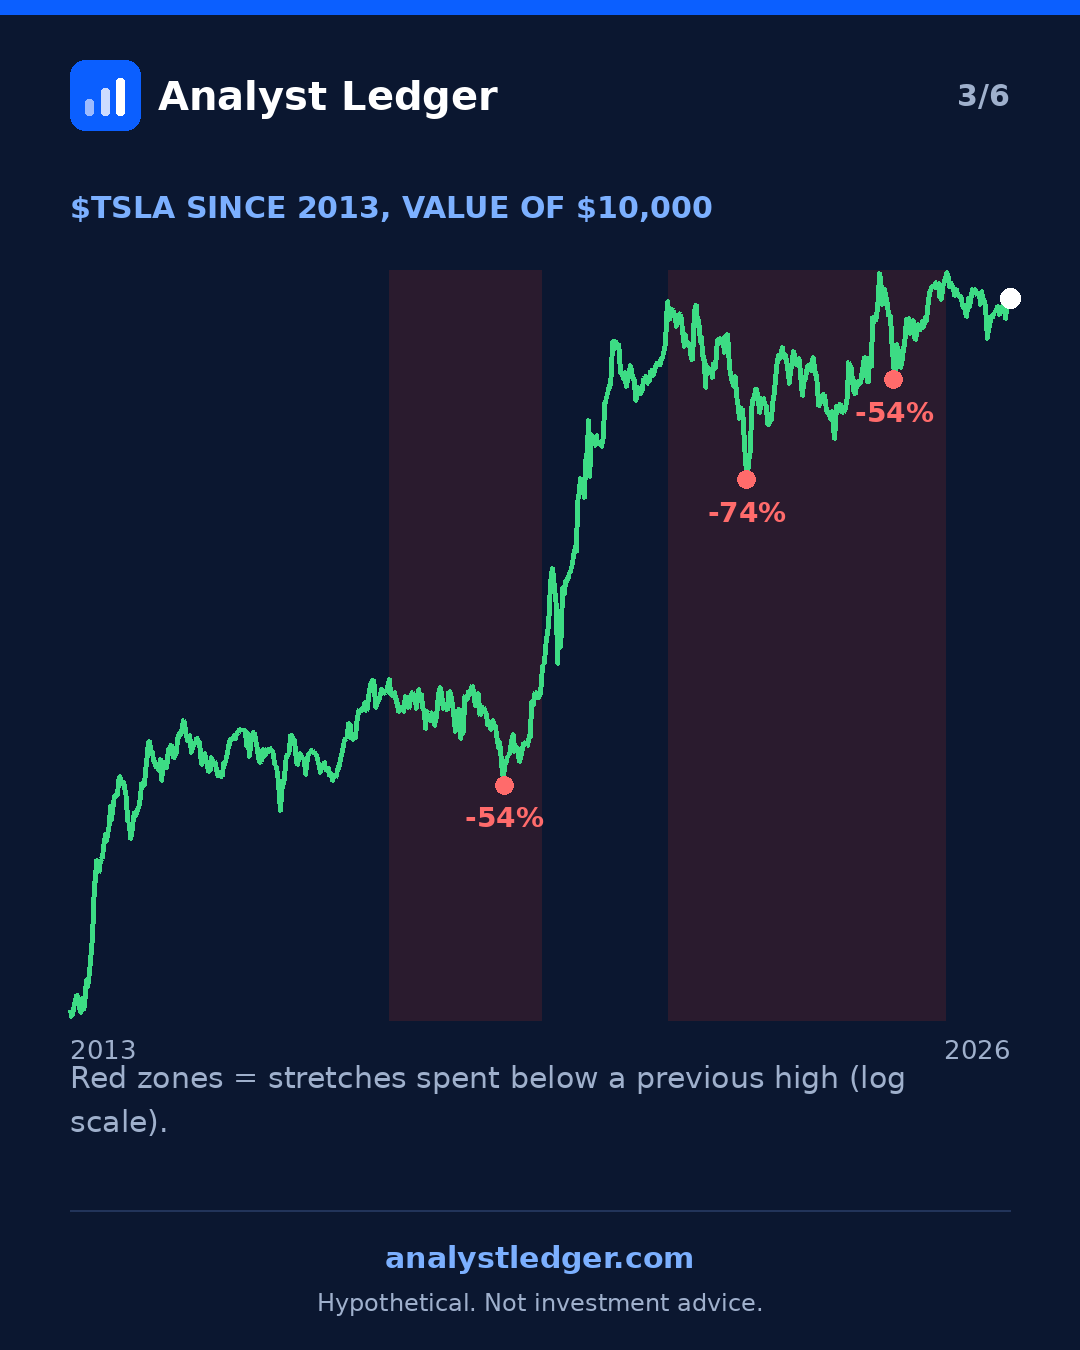 Analyst Ledger
3/6
$TSLA SINCE 2013, VALUE OF $10,000
-54%
-74%
-54%
2013
2026
Red zones = stretches spent below a previous high (log
scale).
analystledger.com
Hypothetical. Not investment advice.